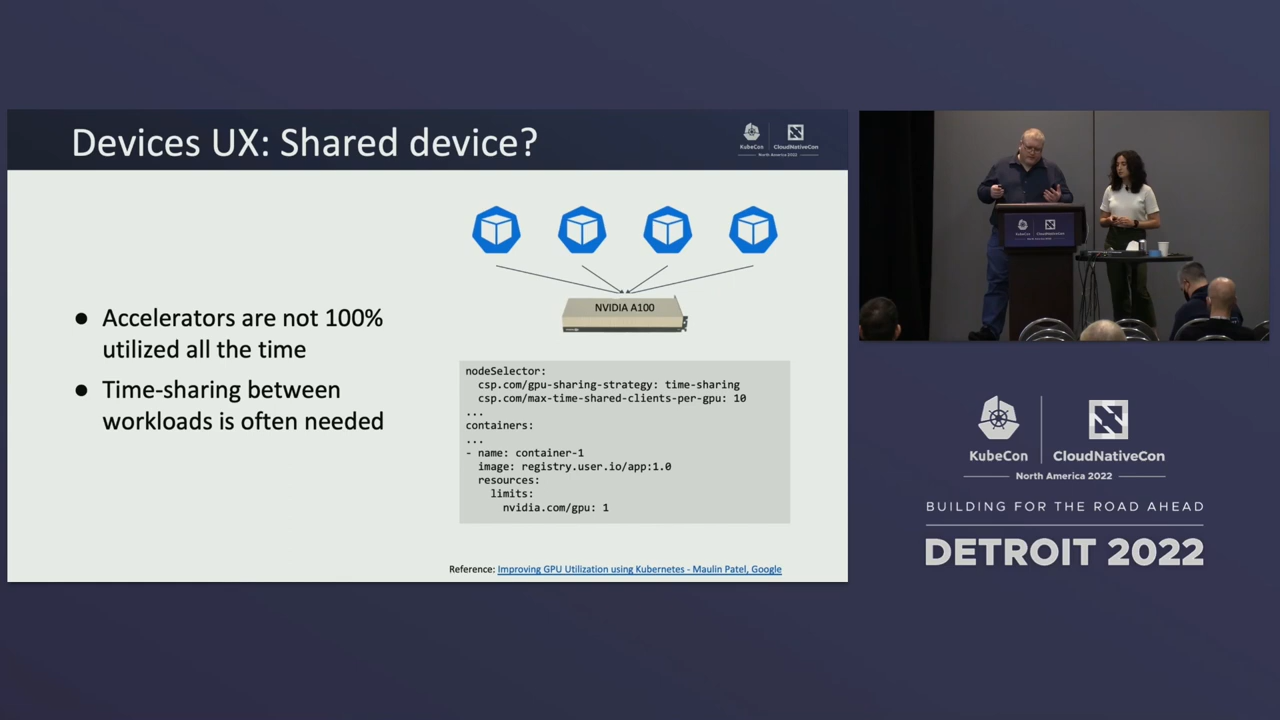 Devices UX: Shared device?
KubeCon
CloudNativeCon
North America 2022
● Accelerators are not 100%
utilized all the time
● Time-sharing between
workloads is often needed
NVIDIA A100
nodeSelector:
csp.com/gpu-sharing-strategy: time-sharing
csp.com/max-time-shared-clients-per-gpu: 10
...
containers:
...
- name: container-1
image: registry.user.io/app:1.0
resources:
limits:
nvidia.com/gpu: 1
Reference: Improving GPU Utilization using Kubernetes - Maulin Patel, Google
KubeCon
CloudNativeCon
North America 2022
BUILDING FOR THE ROAD AHEAD
DETROIT 2022